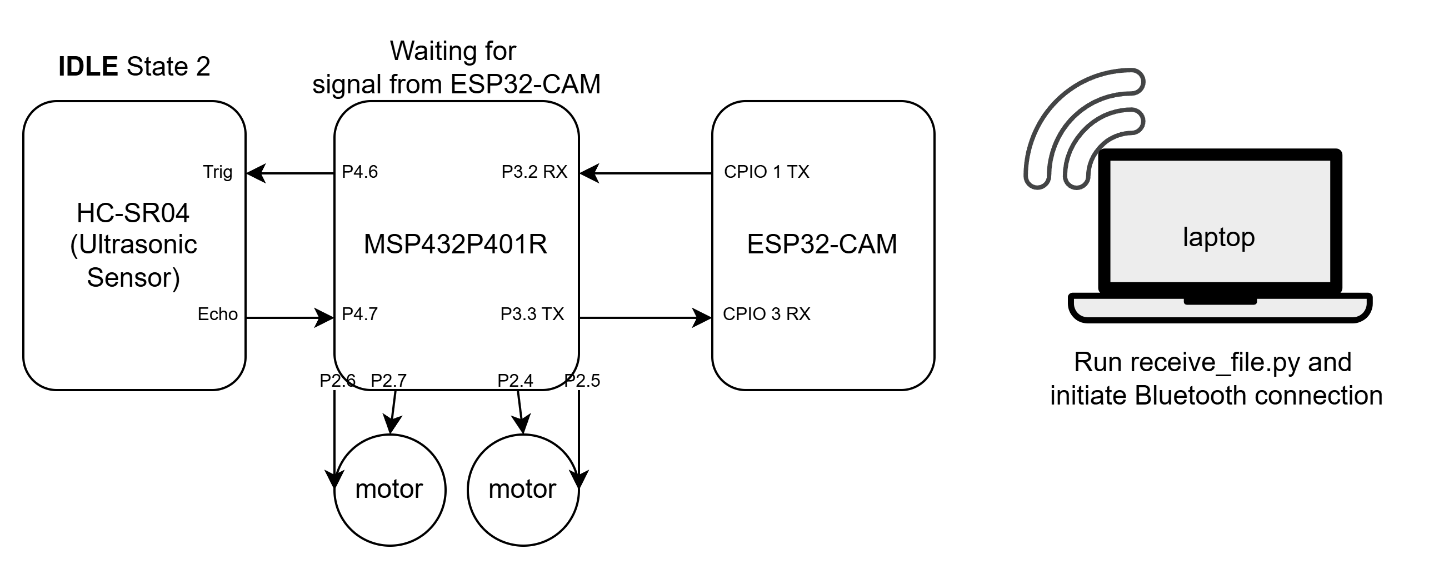 IDLE State 2
Waiting for
signal from ESP32-CAM
Trig
P4.6
P3.2 RX
CPIO 1 TX
HC-SR04
(Ultrasonic
Sensor)
MSP432P401R
ESP32-CAM
laptop
Echo
P4.7
P3.3 TX
CPIO 3 RX
P2.6
P2.7
P2.4
P2.5
Run receive_file.py and
initiate Bluetooth connection
motor
motor